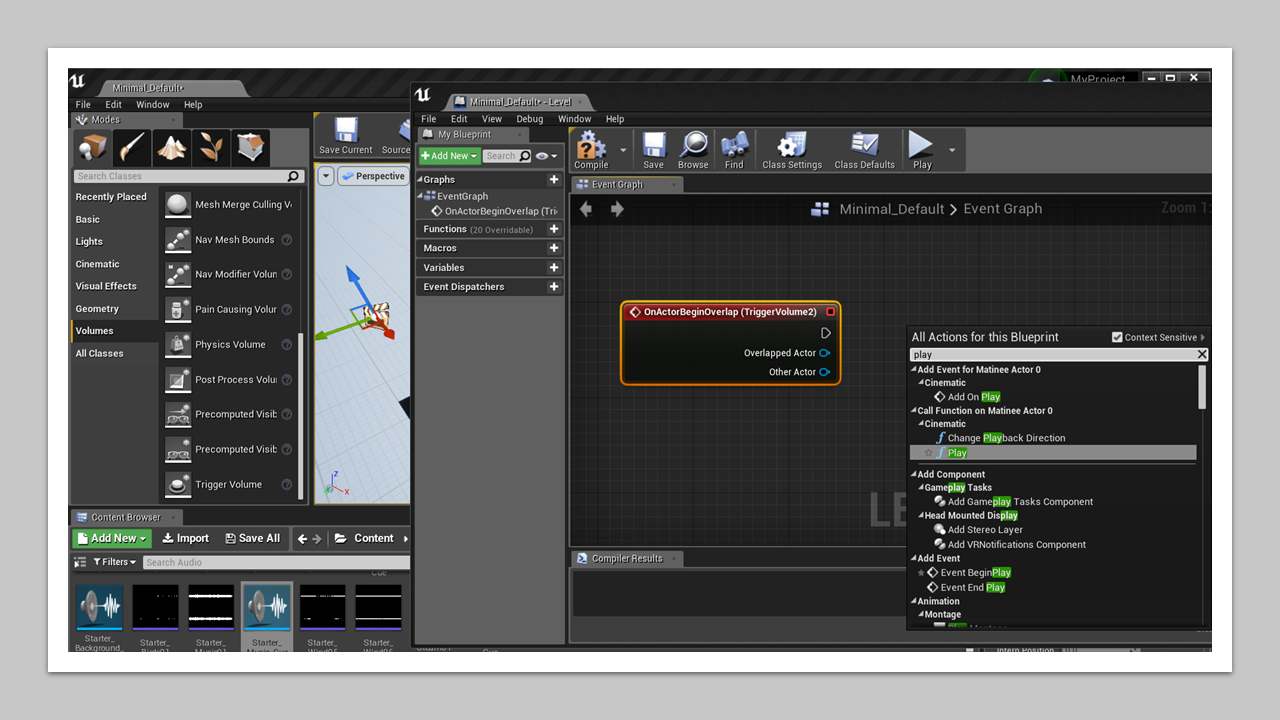 Minimal_Default*
MyProject
File Edit Window Help
Modes
Save Current
Search Classes
Perspective
Recently Placed
Basic
Lights
Cinematic
Visual Effects
Geometry
Volumes
All Classes
Mesh Merge Culling V
Nav Mesh Bounds
Nav Modifier Volun
Pain Causing Volur
Physics Volume
Post Process Volu
Precomputed Visib
Precomputed Visib
Trigger Volume
z
x
Content Browser
Add New
Import
Save All
Content
Filters
Search Audio
Cue
Starter_
Background_
Starter_
Starter_
Starter_
Starter_
Starter_
Minimal_Default* - Level
File Edit View Debug Window Help
My Blueprint
Add New
Search
Graphs
EventGraph
OnActorBeginOverlap (Tri
Functions (20 Overridable)
Macros
Variables
Event Dispatchers
Compile
Save
Browse
Find
Class Settings
Class Defaults
Play
Event Graph
Minimal_Default > Event Graph
Zoom 1:
OnActorBeginOverlap (TriggerVolume2)
Overlapped Actor
Other Actor
LE
Compiler Results
All Actions for this Blueprint
Context Sensitive
play
Add Event for Matinee Actor 0
Cinematic
Add On Play
Call Function on Matinee Actor 0
Cinematic
Change Playback Direction
Play
Add Component
Gameplay Tasks
Add Gameplay Tasks Component
Head Mounted Display
Add Stereo Layer
Add VRNotifications Component
Add Event
Event BeginPlay
Event End Play
Animation
Montage